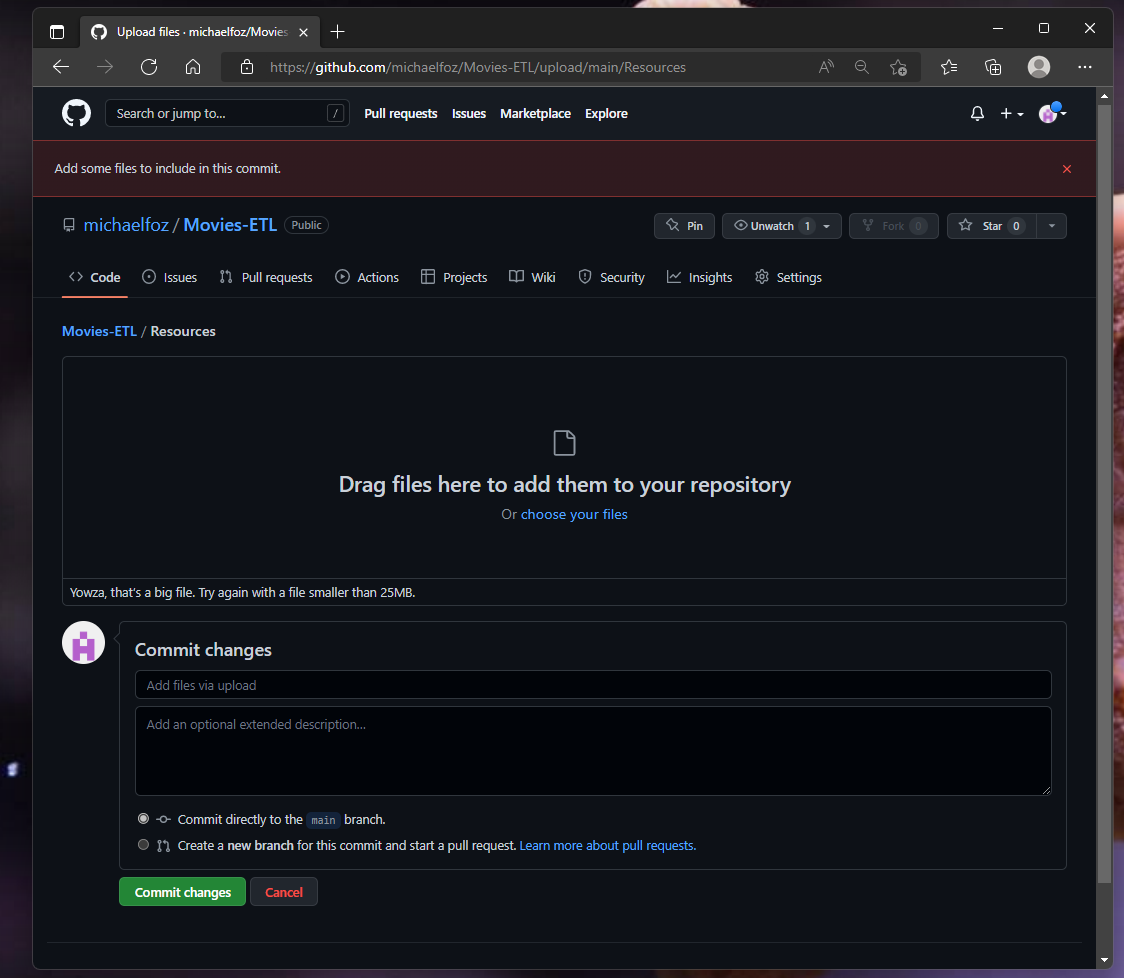 Upload files · michaelfoz/Movies
https://github.com/michaelfoz/Movies-ETL/upload/main/Resources
Search or jump to... /
Pull requests Issues Marketplace Explore
Add some files to include in this commit.
michaelfoz / Movies-ETL Public
Pin Unwatch 1 Fork 0 Star 0
Code Issues Pull requests Actions Projects Wiki Security Insights Settings
Movies-ETL / Resources
Drag files here to add them to your repository
Or choose your files
Yowza, that's a big file. Try again with a file smaller than 25MB.
Commit changes
Add files via upload
Add an optional extended description...
Commit directly to the main branch.
Create a new branch for this commit and start a pull request. Learn more about pull requests.
Commit changes Cancel